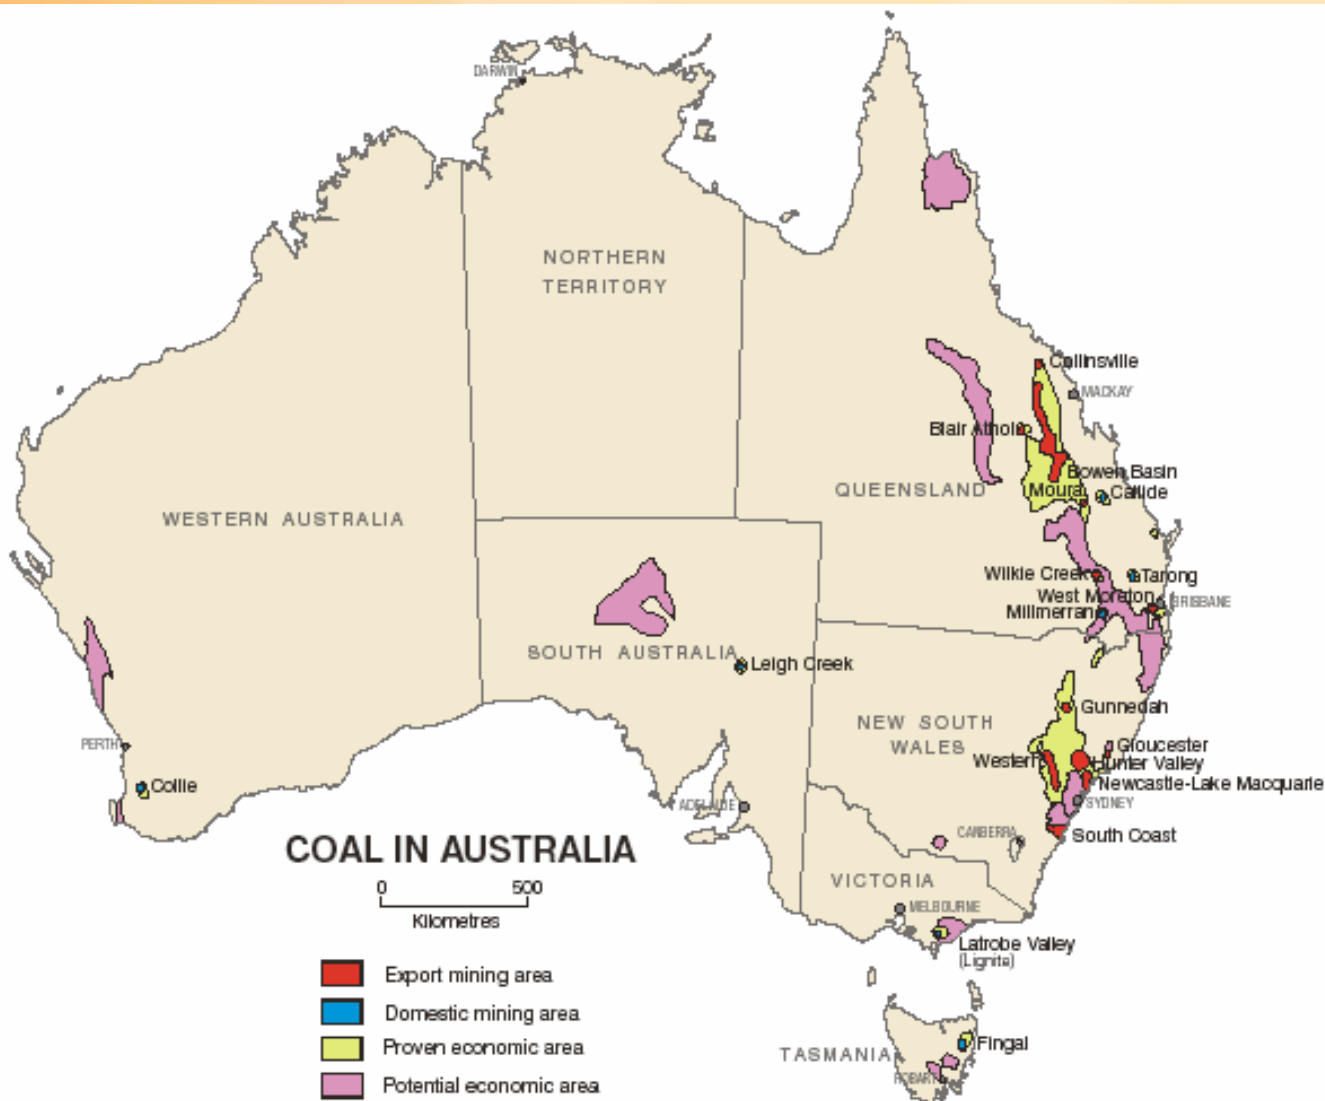 DARWIN
NORTHERN
TERRITORY
Collinsville
MACKAY
Blair Athol
Bowen Basin
QUEENSLAND
Moura
Callide
WESTERN AUSTRALIA
Wilkie Creek
Tarong
West Moreton
BRISBANE
Millmerran
SOUTH AUSTRALIA
Leigh Creek
Gunnedah
NEW SOUTH
WALES
PERTH
Gloucester
Western
Hunter Valley
Newcastle-Lake Macquarie
Collie
ADELAIDE
SYDNEY
CANBERRA
South Coast
COAL IN AUSTRALIA
0 500
Kilometres
VICTORIA
MELBOURNE
Latrobe Valley
(Lignite)
Export mining area
Domestic mining area
Proven economic area
Potential economic area
Fingal
TASMANIA
HOBART